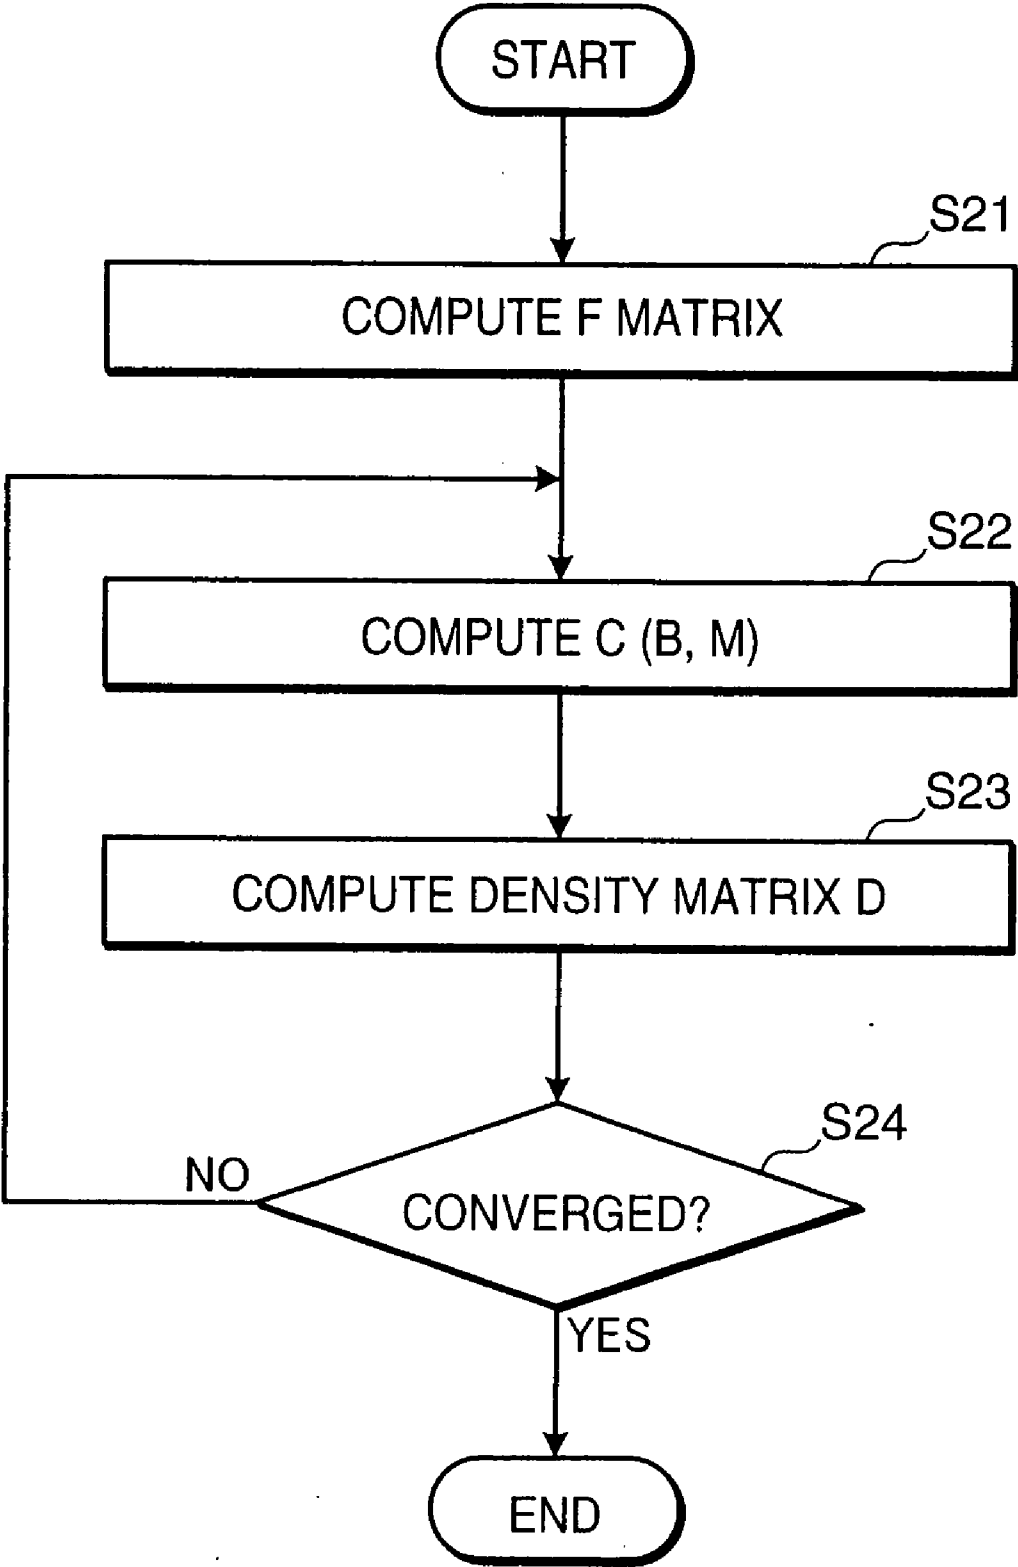 START
S21
COMPUTE F MATRIX
S22
COMPUTE C (B, M)
S23
COMPUTE DENSITY MATRIX D
S24
NO
CONVERGED?
YES
END